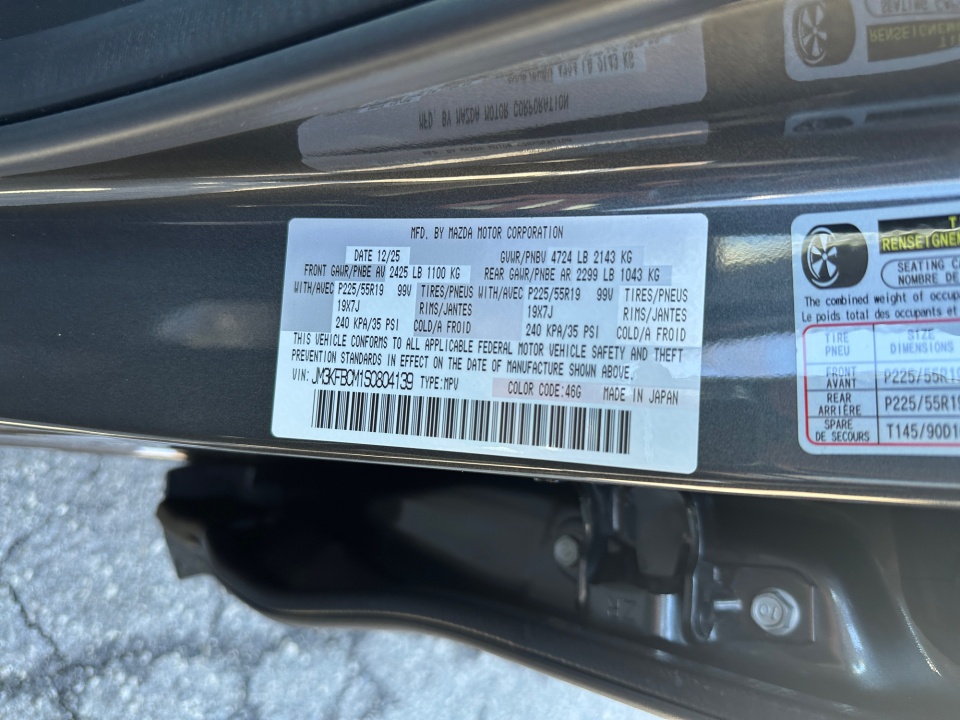 MFD. BY MAZDA MOTOR CORPORATION
DATE 12/25 GVWR/PNBV 4724 LB 2143 KG
FRONT GAWR/PNBE AV 2425 LB 1100 KG REAR GAWR/PNBE AR 2299 LB 1043 KG
WITH/AVEC P225/55R19 99V TIRES/PNEUS WITH/AVEC P225/55R19 99V TIRES/PNEUS
19X7J RIMS/JANTES 19X7J RIMS/JANTES
240 KPA/35 PSI COLD/A FROID 240 KPA/35 PSI COLD/A FROID
THIS VEHICLE CONFORMS TO ALL APPLICABLE FEDERAL MOTOR VEHICLE SAFETY AND THEFT
PREVENTION STANDARDS IN EFFECT ON THE DATE OF MANUFACTURE SHOWN ABOVE.
VIN: JM3KFBCM1S0804139 TYPE:MPV COLOR CODE:46G MADE IN JAPAN
RENSEIGNEM
SEATING C
NOMBRE DE
The combined weight of occup
Le poids total des occupants et
TIRE SIZE
PNEU DIMENSIONS
FRONT
AVANT P225/55R19
REAR
ARRIÈRE P225/55R19
SPARE
DE SECOURS T145/90D1